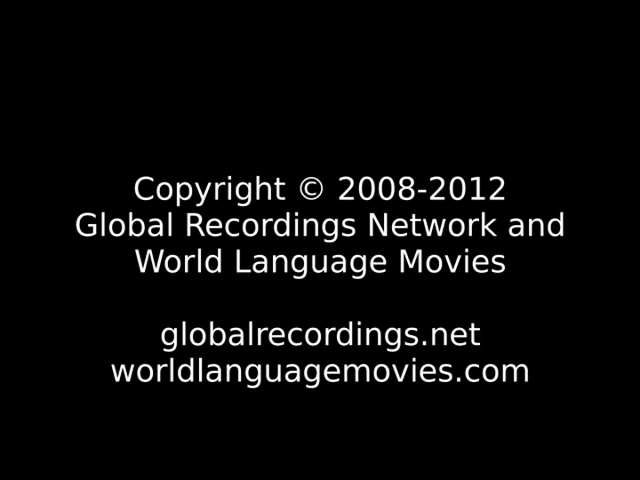 Copyright © 2008-2012
Global Recordings Network and
World Language Movies
globalrecordings.net
worldlanguagemovies.com